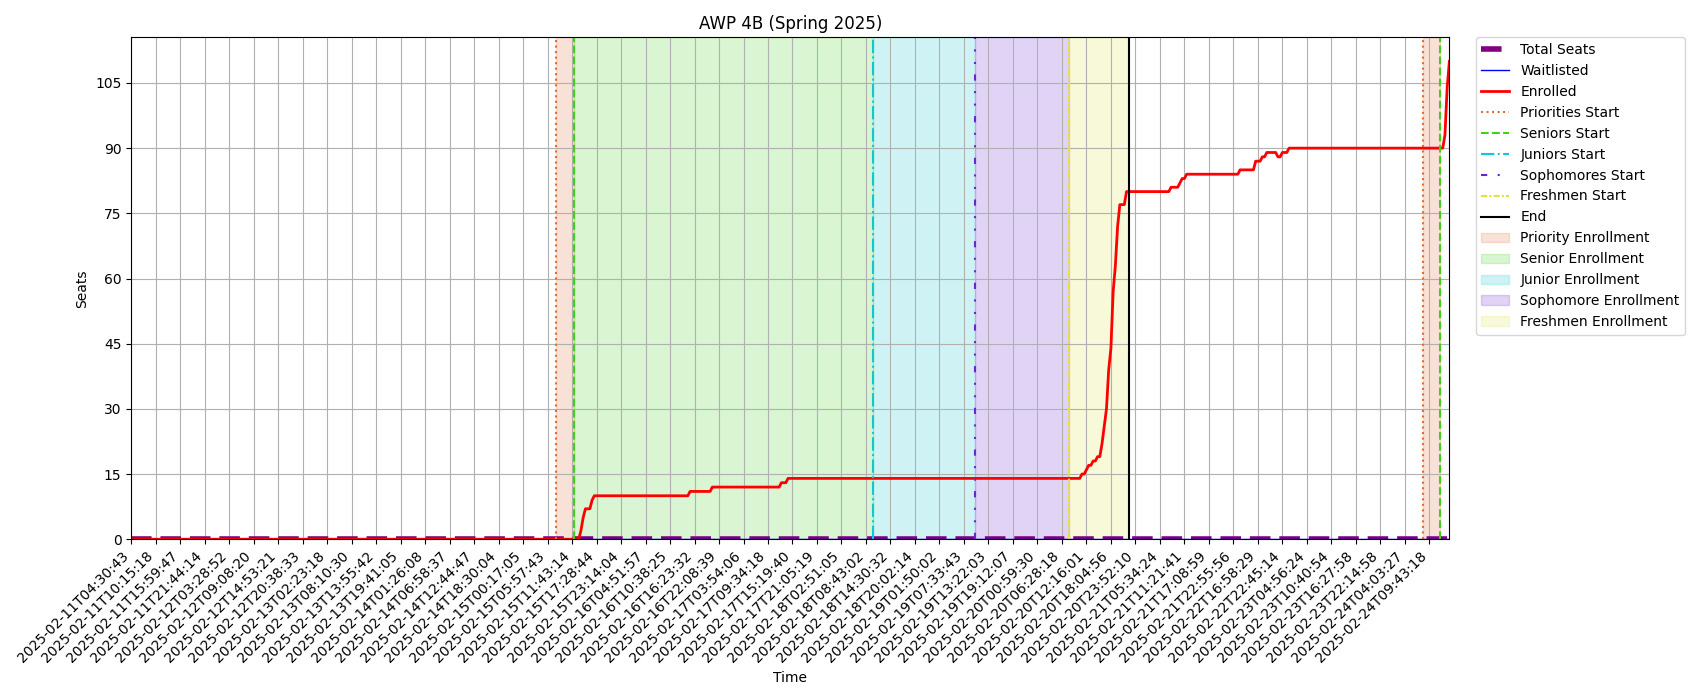 AWP 4B (Spring 2025)
Seats
105
90
75
60
45
30
15
0
2025-02-11T04:30:43
2025-02-11T10:15:18
2025-02-11T15:59:47
2025-02-11T21:44:14
2025-02-12T03:28:52
2025-02-12T09:08:20
2025-02-12T14:53:21
2025-02-12T20:38:33
2025-02-13T02:23:18
2025-02-13T08:10:30
2025-02-13T13:55:42
2025-02-13T19:41:05
2025-02-14T01:26:08
2025-02-14T06:58:37
2025-02-14T12:44:47
2025-02-14T18:30:04
2025-02-15T00:17:05
2025-02-15T05:57:43
2025-02-15T11:43:14
2025-02-15T17:28:44
2025-02-15T23:14:04
2025-02-16T04:51:57
2025-02-16T10:38:25
2025-02-16T16:23:32
2025-02-16T22:08:39
2025-02-17T03:54:06
2025-02-17T09:34:18
2025-02-17T15:19:40
2025-02-17T21:05:19
2025-02-18T02:51:05
2025-02-18T08:43:02
2025-02-18T14:30:32
2025-02-18T20:02:14
2025-02-19T01:50:02
2025-02-19T07:33:43
2025-02-19T13:22:03
2025-02-19T19:12:07
2025-02-20T00:59:30
2025-02-20T06:28:18
2025-02-20T12:16:01
2025-02-20T18:04:56
2025-02-20T23:52:10
2025-02-21T05:34:24
2025-02-21T11:21:41
2025-02-21T17:08:59
2025-02-21T22:55:56
2025-02-22T16:58:29
2025-02-22T22:45:14
2025-02-23T04:56:24
2025-02-23T10:40:54
2025-02-23T16:27:58
2025-02-23T22:14:58
2025-02-24T04:03:27
2025-02-24T09:43:18
Time
Total Seats
Waitlisted
Enrolled
Priorities Start
Seniors Start
Juniors Start
Sophomores Start
Freshmen Start
End
Priority Enrollment
Senior Enrollment
Junior Enrollment
Sophomore Enrollment
Freshmen Enrollment